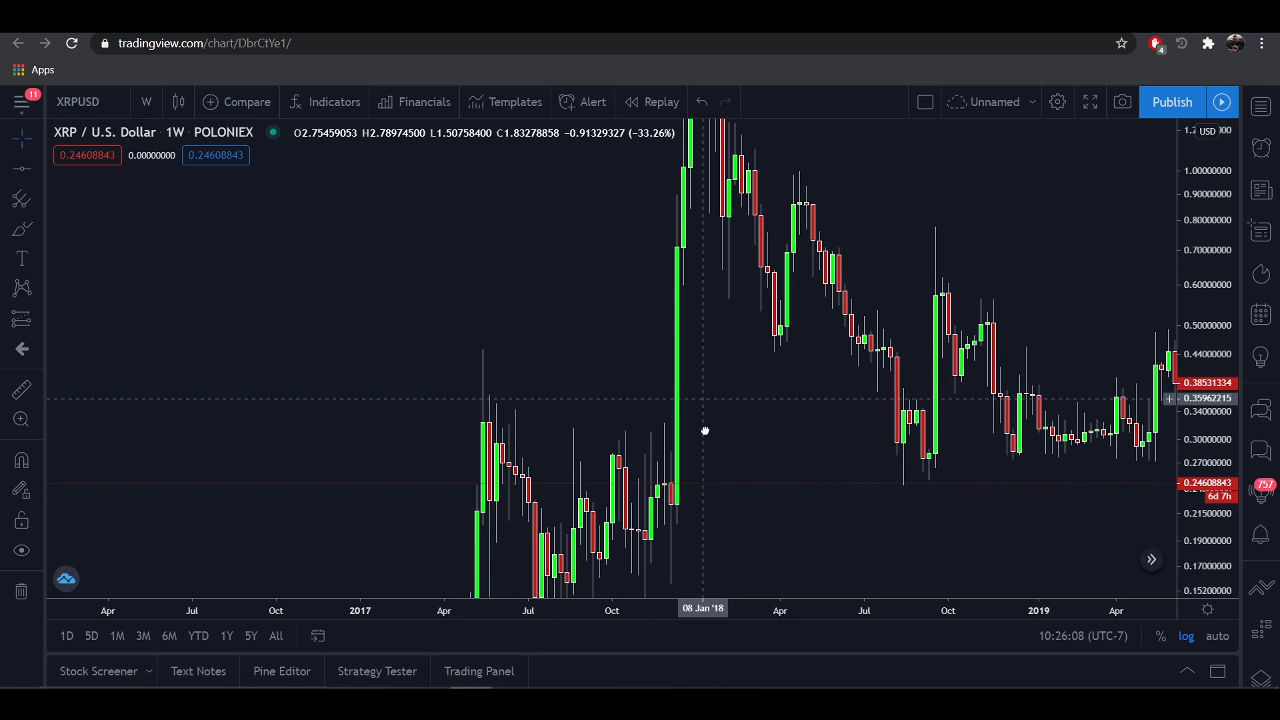 tradingview.com/chart/DbrCtYe1/
4
Apps
11
XRPUSD W Compare Indicators Financials Templates Alert Replay Unnamed Publish
XRP / U.S. Dollar 1W POLONIEX O2.75459053 H2.78974500 L1.50758400 C1.83278858 -0.91329327 (-33.26%)
USD
0.24608843 0.00000000 0.24608843
1.00000000
0.90000000
0.80000000
0.70000000
0.60000000
0.50000000
0.44000000
0.38531334
0.35962215
0.34000000
0.30000000
0.27000000
0.24608843
757
6d 7h
0.21500000
0.19000000
0.17000000
0.15200000
Apr Jul Oct 2017 Apr Jul Oct 08 Jan '18 Apr Jul Oct 2019 Apr
1D 5D 1M 3M 6M YTD 1Y 5Y All 10:26:08 (UTC-7) % log auto
Stock Screener Text Notes Pine Editor Strategy Tester Trading Panel